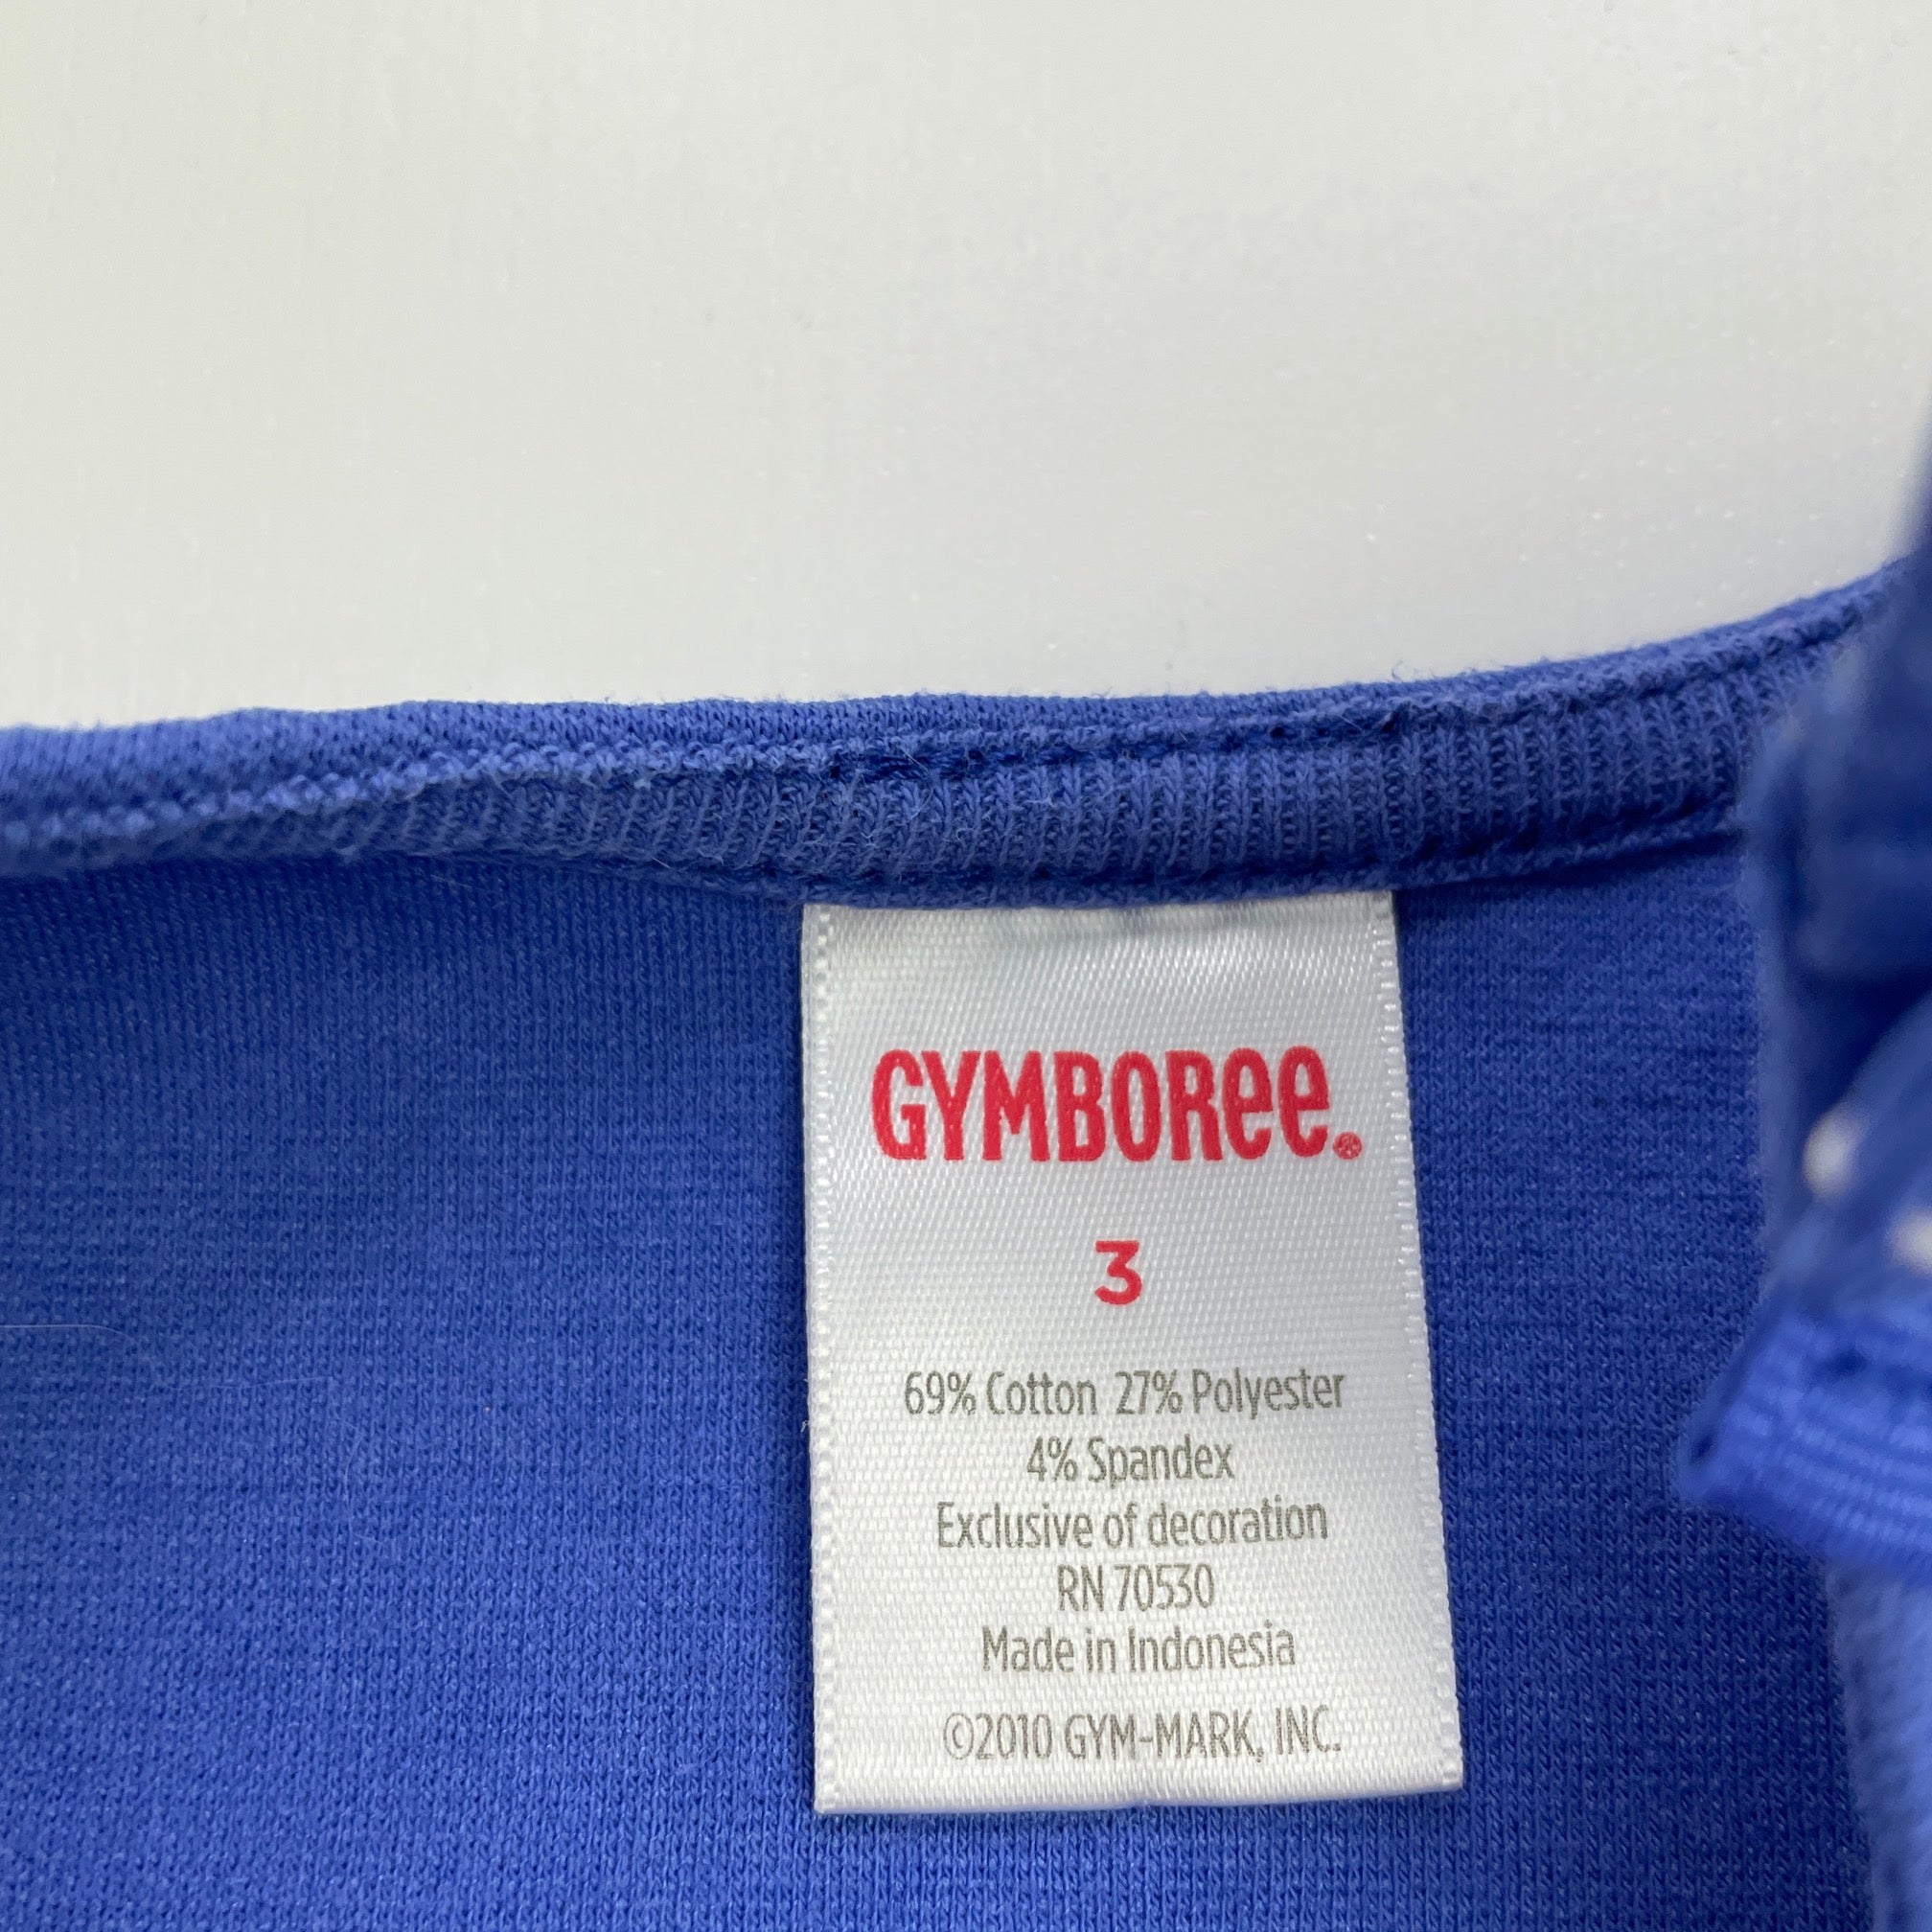 GYMBOREE®
3
69% Cotton 27% Polyester
4% Spandex
Exclusive of decoration
RN 70530
Made in Indonesia
©2010 GYM-MARK, INC.